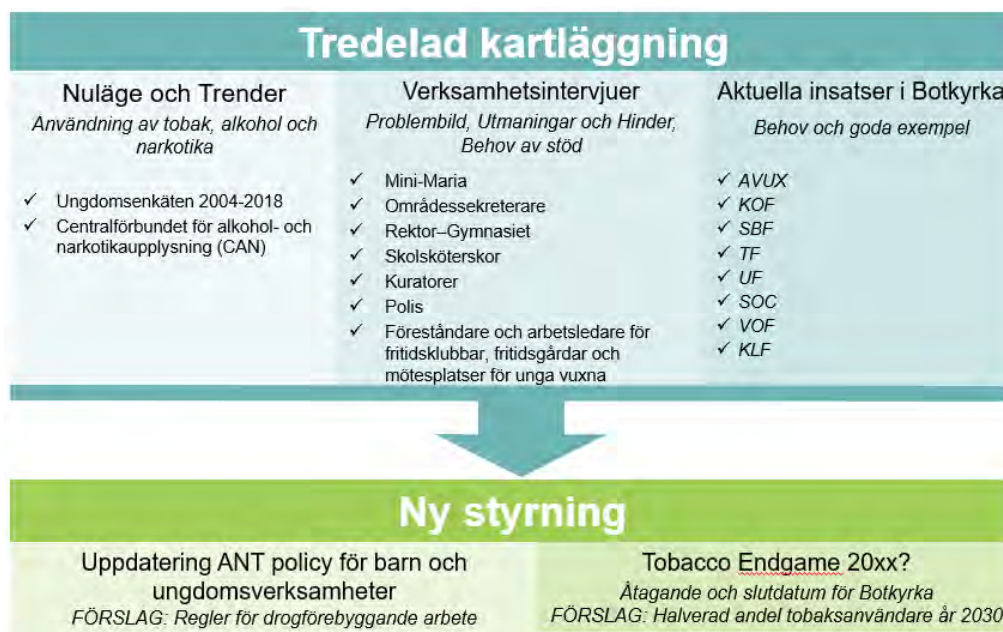 Tredelad kartläggning
Nuläge och Trender
Användning av tobak, alkohol och
narkotika
✓ Ungdomsenkäten 2004-2018
✓ Centralförbundet för alkohol- och
narkotikaupplysning (CAN)
Verksamhetsintervjuer
Problembild, Utmaningar och Hinder,
Behov av stöd
✓ Mini-Maria
✓ Områdessekreterare
✓ Rektor–Gymnasiet
✓ Skolsköterskor
✓ Kuratorer
✓ Polis
✓ Föreståndare och arbetsledare för
fritidsklubbar, fritidsgårdar och
mötesplatser för unga vuxna
Aktuella insatser i Botkyrka
Behov och goda exempel
✓ AVUX
✓ KOF
✓ SBF
✓ TF
✓ UF
✓ SOC
✓ VOF
✓ KLF
Ny styrning
Uppdatering ANT policy för barn och
ungdomsverksamheter
FÖRSLAG: Regler för drogförebyggande arbete
Tobacco Endgame 20xx?
Åtagande och slutdatum för Botkyrka
FÖRSLAG: Halverad andel tobaksanvändare år 2030